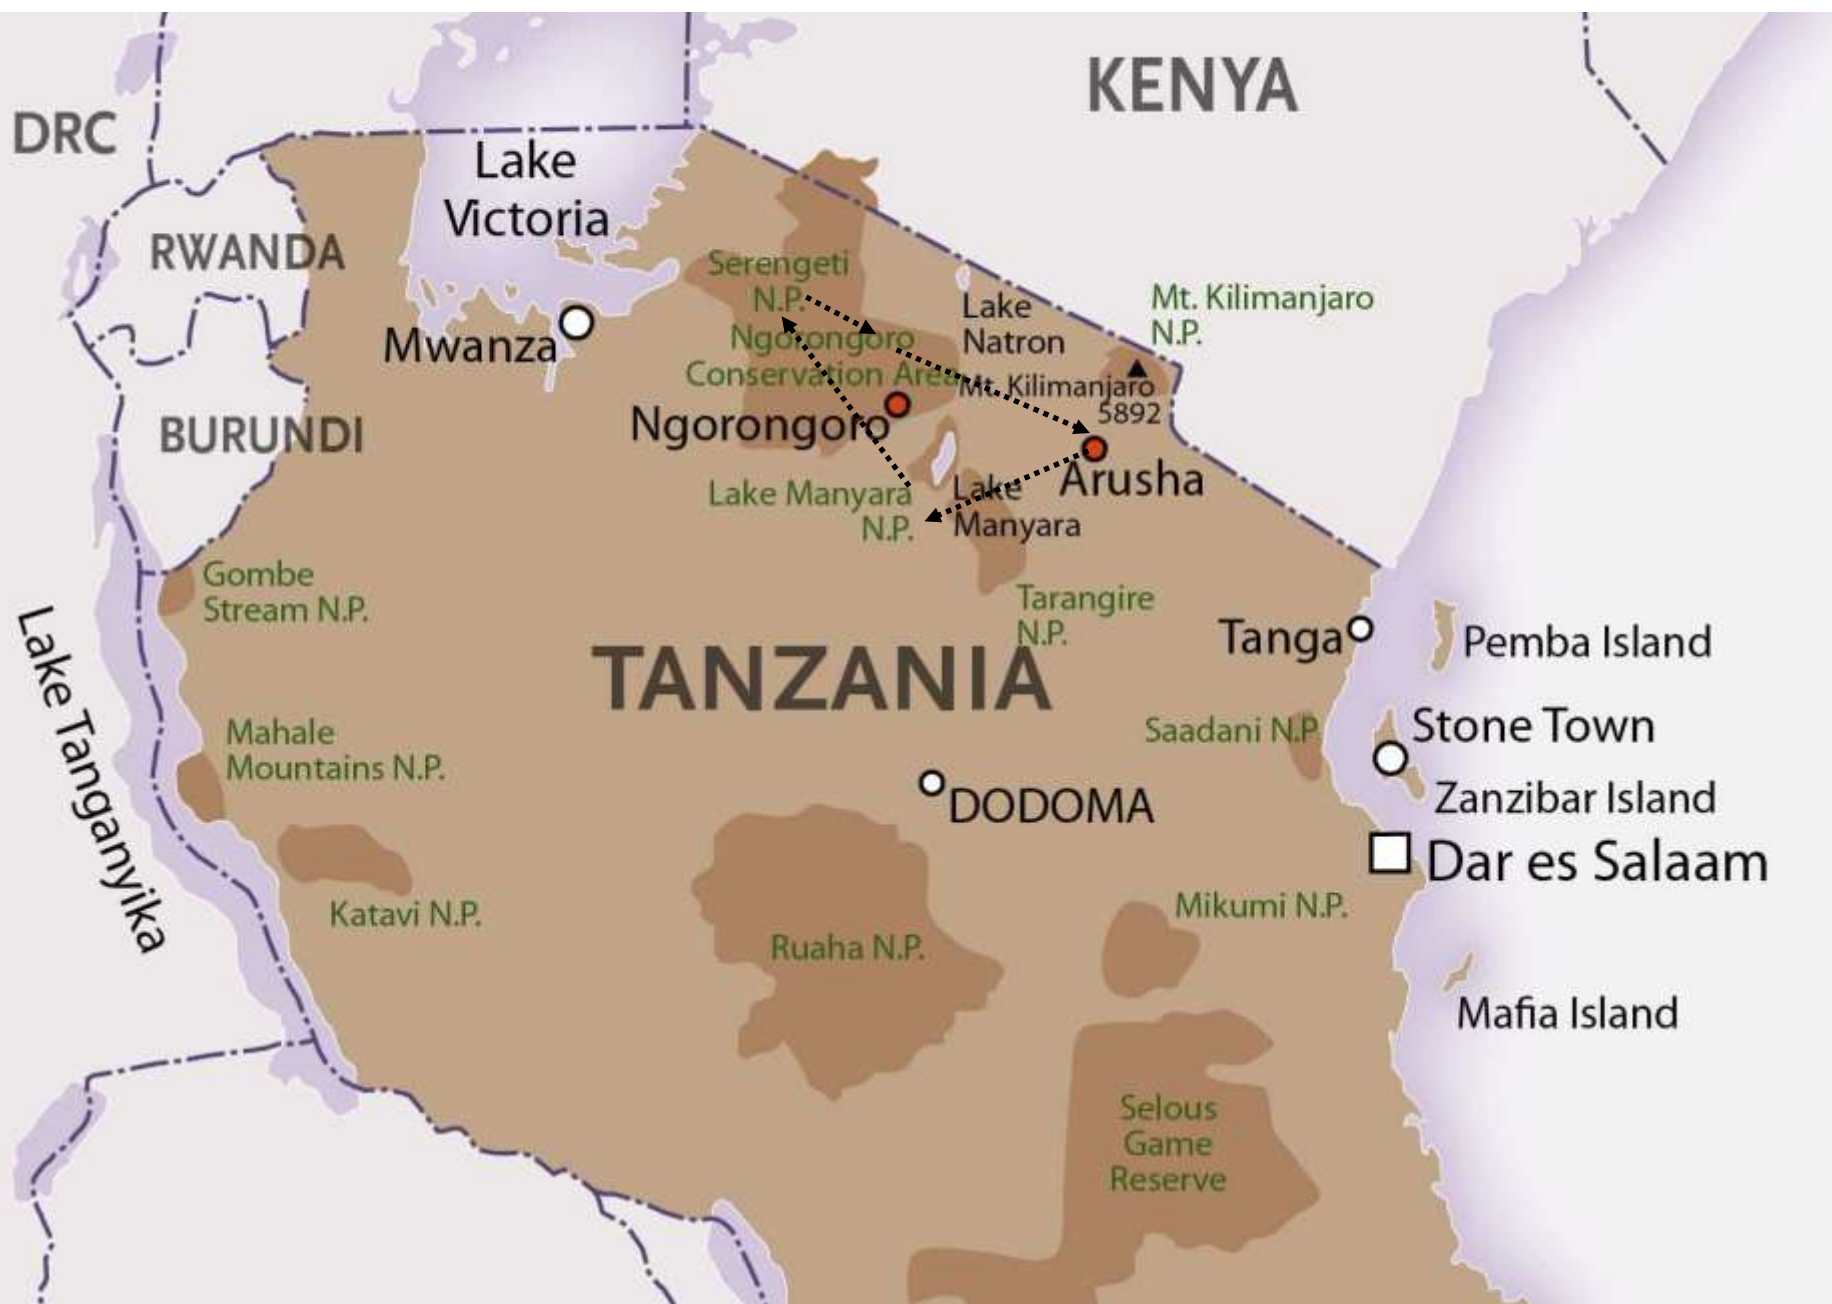 KENYA
DRC
Lake
Victoria
RWANDA
Serengeti
N.P.
Mt. Kilimanjaro
N.P.
Lake
Natron
Mwanza
Ngorongoro
Conservation Area
Mt. Kilimanjaro
5892
Ngorongoro
BURUNDI
Arusha
Lake Manyara
N.P.
Lake
Manyara
Gombe
Stream N.P.
Tarangire
N.P.
Tanga
Pemba Island
TANZANIA
Lake Tanganyika
Mahale
Mountains N.P.
Saadani N.P.
Stone Town
Zanzibar Island
DODOMA
Dar es Salaam
Katavi N.P.
Ruaha N.P.
Mikumi N.P.
Mafia Island
Selous
Game
Reserve